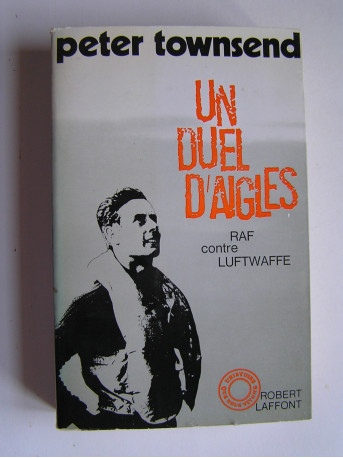 peter townsend
UN
DUEL
D'AIGLES
RAF
contre
LUFTWAFFE
ROBERT
LAFFONT